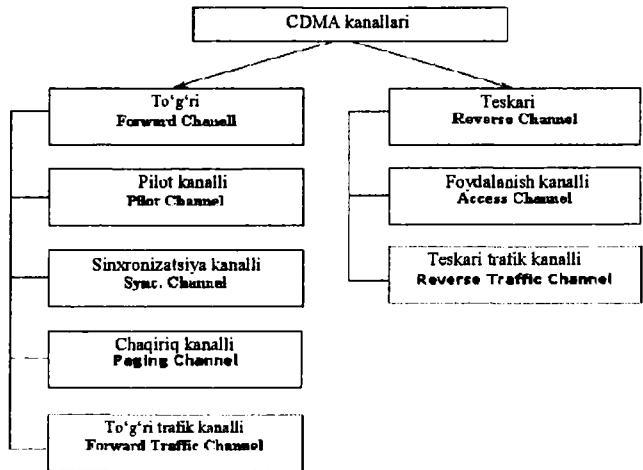 CDMA kanallari
To‘g‘ri
Forward Chanell
Pilot kanalli
Pilot Channel
Sinxronizatsiya kanalli
Sync. Channel
Chaqiriq kanalli
Paging Channel
To‘g‘ri trafik kanalli
Forward Traffic Channel
Teskari
Reverse Channel
Foydalanish kanalli
Access Channel
Teskari trafik kanalli
Reverse Traffic Channel